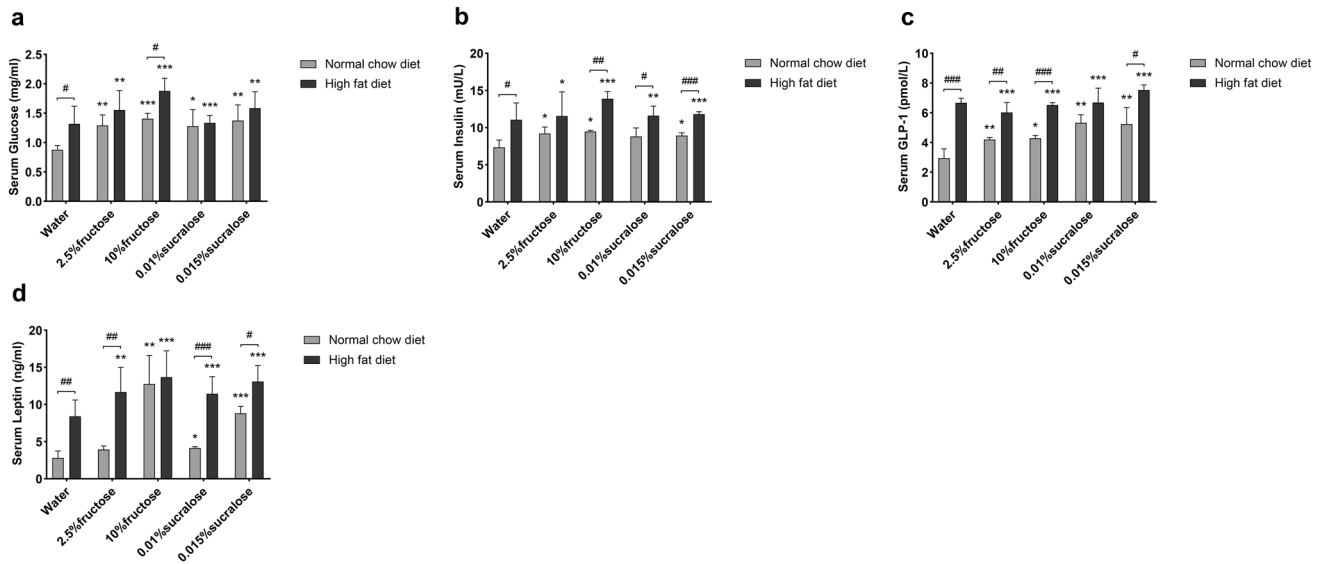 a
Serum Glucose (mg/ml)
2.5
2.0
1.5
1.0
0.5
0.0
#
** **
#
*** ***
* ***
** **
Water
2.5%fructose
10%fructose
0.01%sucralose
0.015%sucralose
Normal chow diet
High fat diet
b
Serum Insulin (mU/L)
20
15
10
5
0
#
* *
##
* ***
#
**
###
* ***
Water
2.5%fructose
10%fructose
0.01%sucralose
0.015%sucralose
Normal chow diet
High fat diet
c
Serum GLP-1 (pmol/L)
10
8
6
4
2
0
###
##
** ***
###
* ***
** ***
#
** ***
Water
2.5%fructose
10%fructose
0.01%sucralose
0.015%sucralose
Normal chow diet
High fat diet
d
Serum Leptin (ng/ml)
20
15
10
5
0
##
##
**
** ***
###
* ***
#
*** ***
Water
2.5%fructose
10%fructose
0.01%sucralose
0.015%sucralose
Normal chow diet
High fat diet